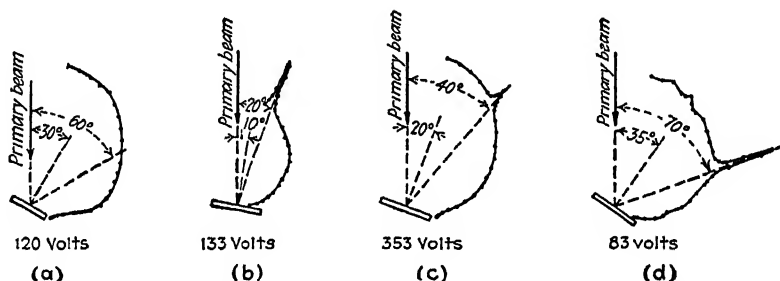 Primary beam
60°
30°
120 Volts
(a)
Primary beam
20°
10°
133 Volts
(b)
Primary beam
40°
20°
353 Volts
(c)
Primary beam
70°
35°
83 volts
(d)